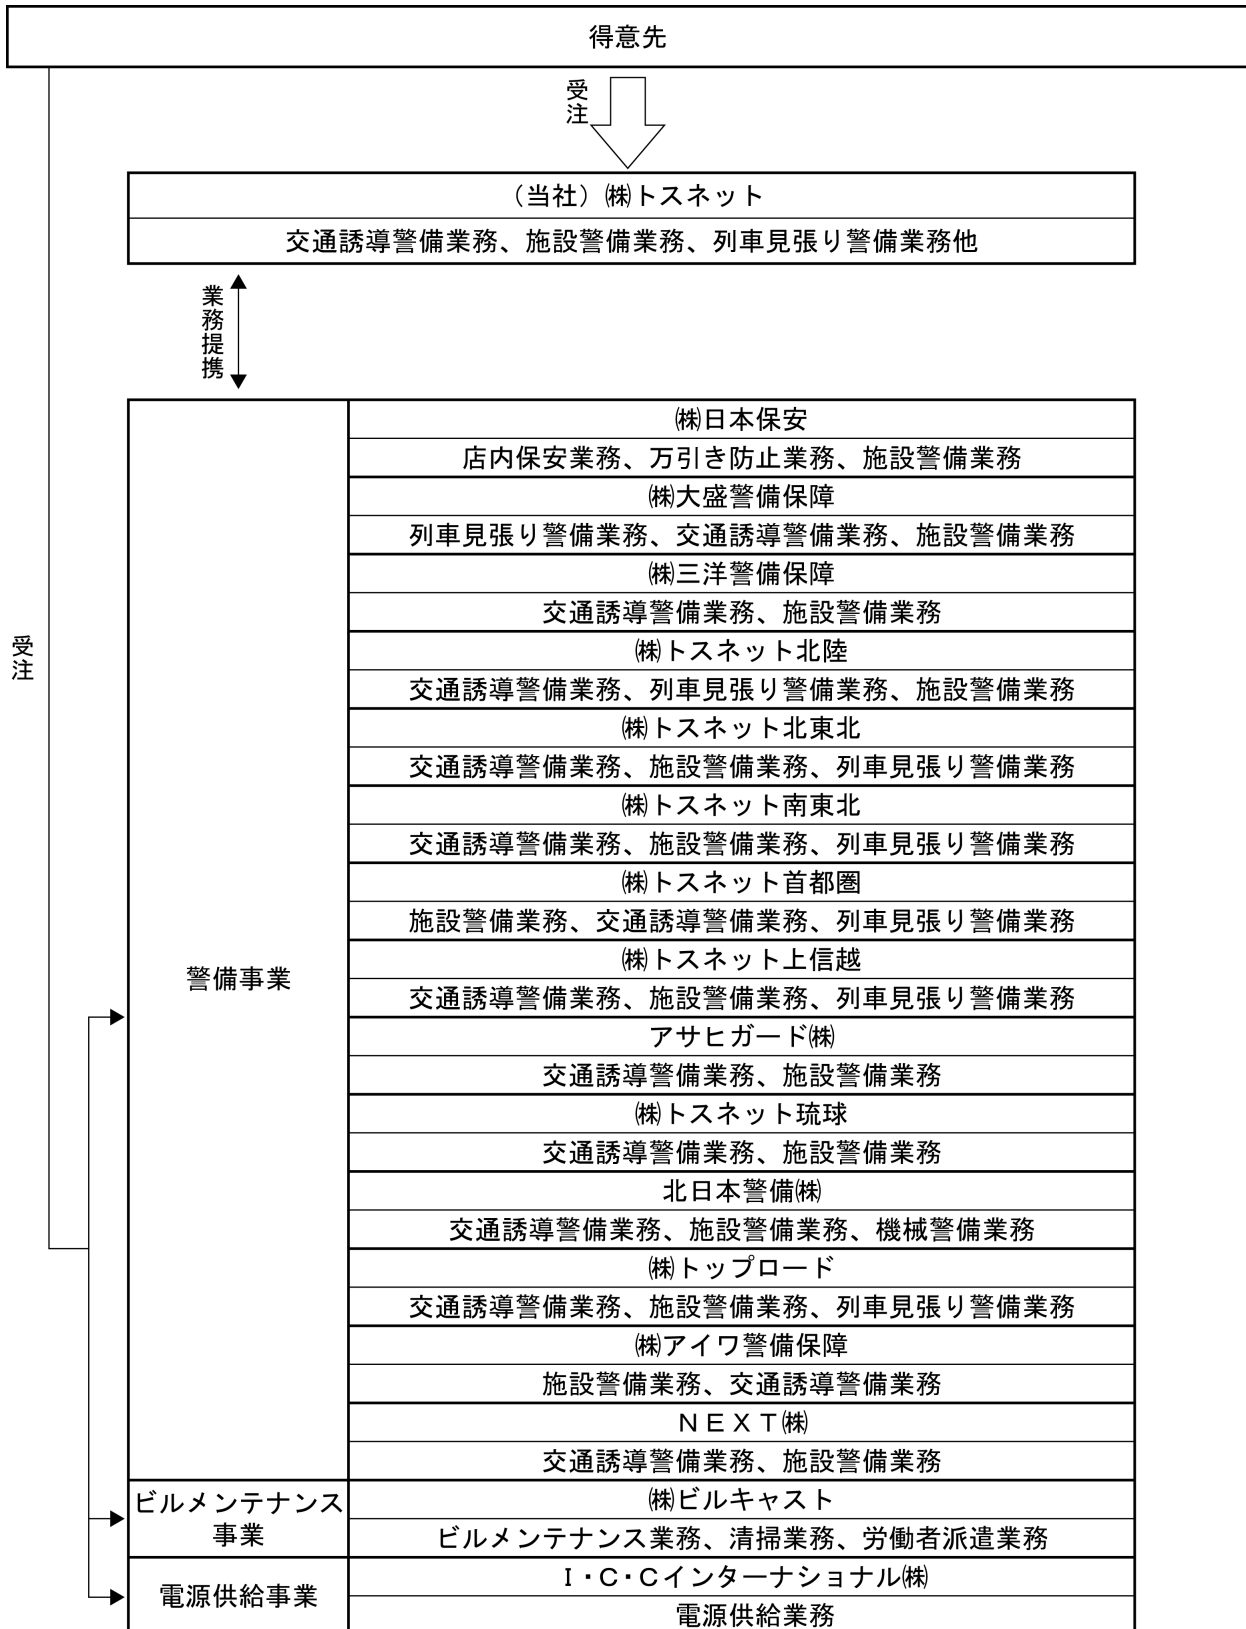 得意先
受注
（当社）㈱トスネット
交通誘導警備業務、施設警備業務、列車見張り警備業務他
業務提携
受注
警備事業
㈱日本保安
店内保安業務、万引き防止業務、施設警備業務
㈱大盛警備保障
列車見張り警備業務、交通誘導警備業務、施設警備業務
㈱三洋警備保障
交通誘導警備業務、施設警備業務
㈱トスネット北陸
交通誘導警備業務、列車見張り警備業務、施設警備業務
㈱トスネット北東北
交通誘導警備業務、施設警備業務、列車見張り警備業務
㈱トスネット南東北
交通誘導警備業務、施設警備業務、列車見張り警備業務
㈱トスネット首都圏
施設警備業務、交通誘導警備業務、列車見張り警備業務
㈱トスネット上信越
交通誘導警備業務、施設警備業務、列車見張り警備業務
アサヒガード㈱
交通誘導警備業務、施設警備業務
㈱トスネット琉球
交通誘導警備業務、施設警備業務
北日本警備㈱
交通誘導警備業務、施設警備業務、機械警備業務
㈱トップロード
交通誘導警備業務、施設警備業務、列車見張り警備業務
㈱アイワ警備保障
施設警備業務、交通誘導警備業務
ＮＥＸＴ㈱
交通誘導警備業務、施設警備業務
ビルメンテナンス
事業
㈱ビルキャスト
ビルメンテナンス業務、清掃業務、労働者派遣業務
電源供給事業
Ｉ・Ｃ・Ｃインターナショナル㈱
電源供給業務